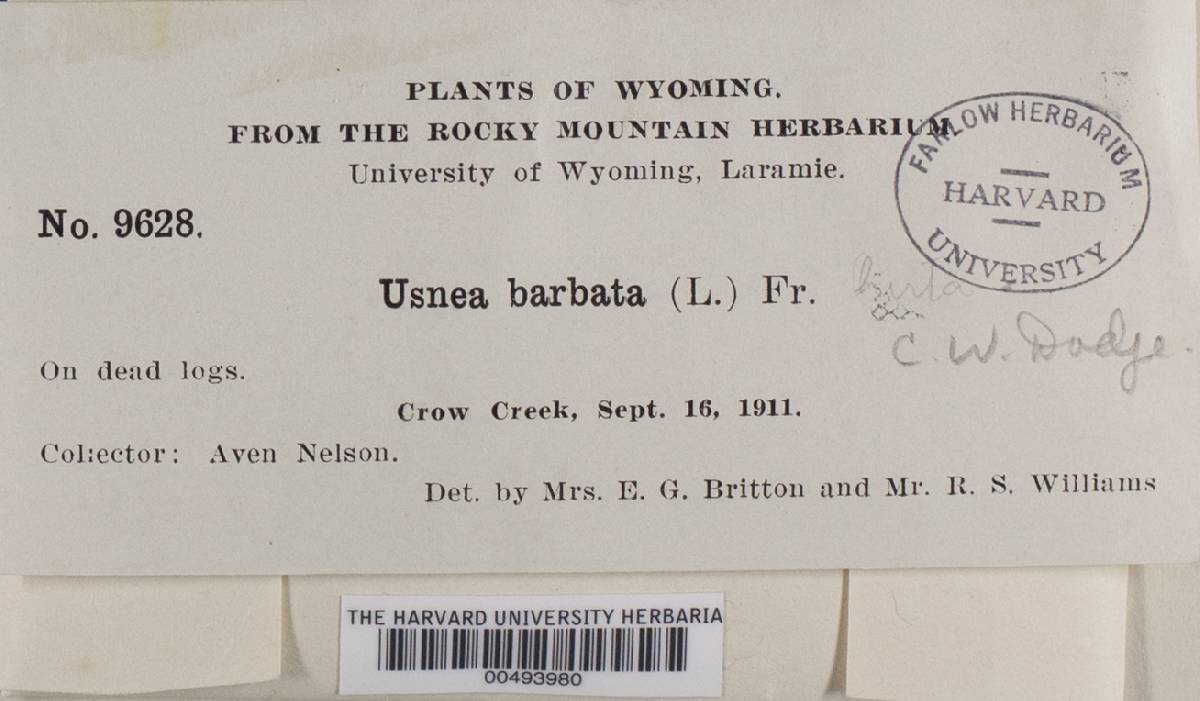 PLANTS OF WYOMING.
FROM THE ROCKY MOUNTAIN HERBARIUM
University of Wyoming, Laramie.
FARLOW HERBARIUM
HARVARD
UNIVERSITY
No. 9628.
Usnea barbata (L.) Fr. hirta
C. W. Dodge.
On dead logs.
Crow Creek, Sept. 16, 1911.
Collector: Aven Nelson.
Det. by Mrs. E. G. Britton and Mr. R. S. Williams
THE HARVARD UNIVERSITY HERBARIA
00493980